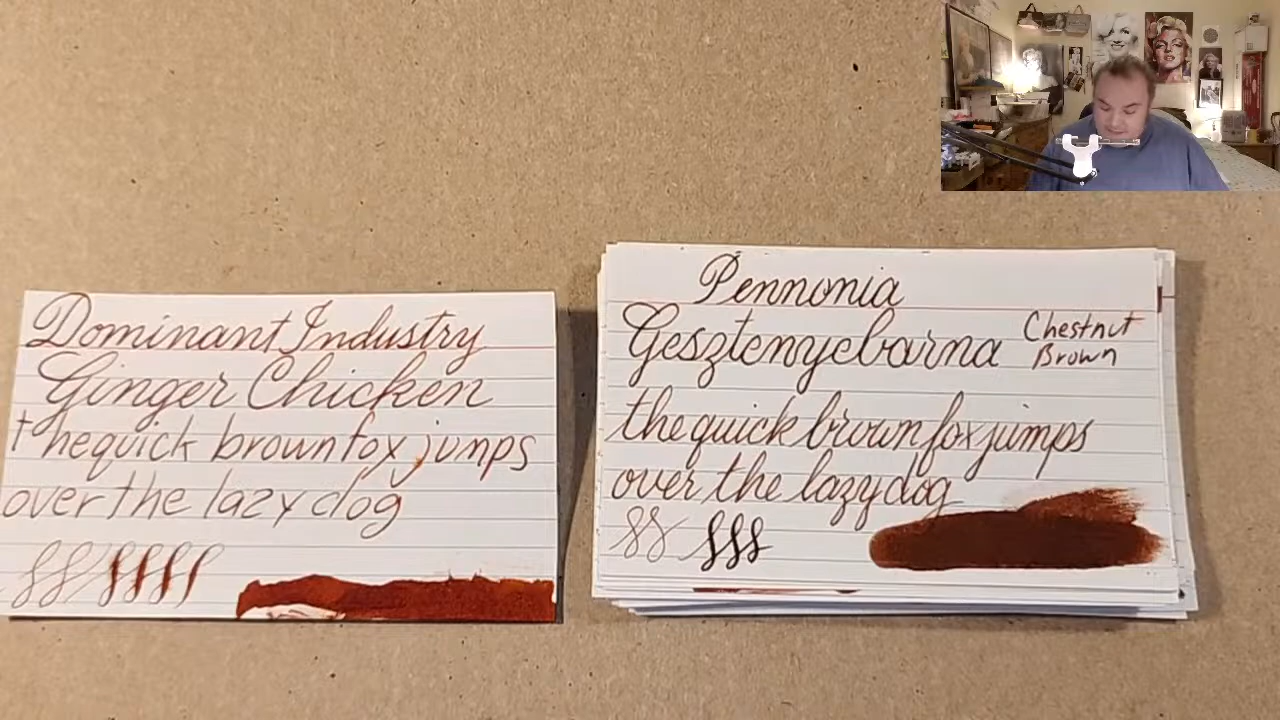 Dominant Industry
Ginger Chicken
the quick brown fox jumps
over the lazy dog
Pennonia
Gesztenyebarna
Chestnut
Brown
the quick brown fox jumps
over the lazy dog